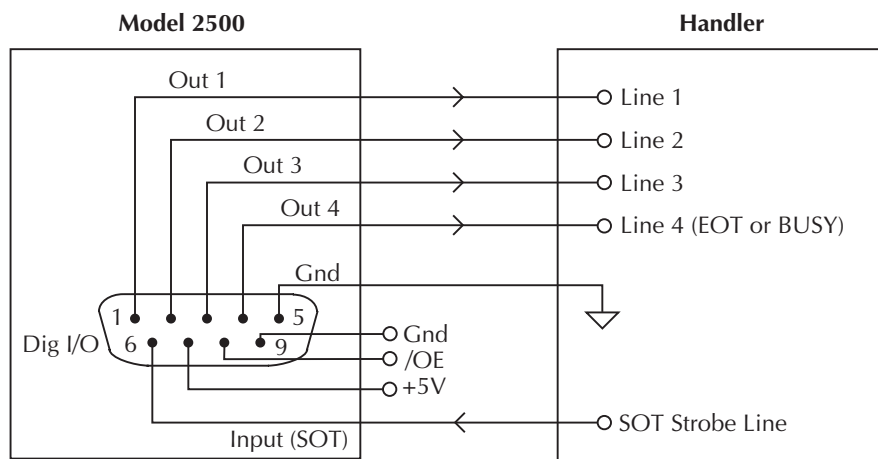 Model 2500
Handler
Out 1
Line 1
Out 2
Line 2
Out 3
Line 3
Out 4
Line 4 (EOT or BUSY)
Gnd
1
5
Dig I/O
6
9
Gnd
/OE
+5V
Input (SOT)
SOT Strobe Line